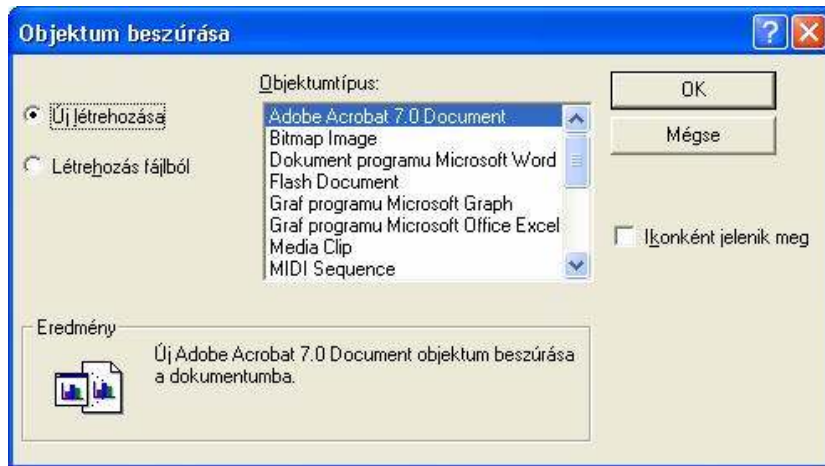 Objektum beszúrása
Új létrehozása
Létrehozás fájlból
Objektumtípus:
Adobe Acrobat 7.0 Document
Bitmap Image
Dokument programu Microsoft Word
Flash Document
Graf programu Microsoft Graph
Graf programu Microsoft Office Excel
Media Clip
MIDI Sequence
OK
Mégse
Ikonként jelenik meg
Eredmény
Új Adobe Acrobat 7.0 Document objektum beszúrása
a dokumentumba.